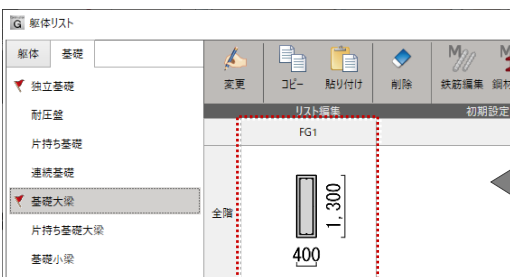 G 躯体リスト
躯体 基礎
変更 コピー 貼り付け 削除 鉄筋編集
リスト編集 初期設定
独立基礎
耐圧盤
片持ち基礎
連続基礎
基礎大梁
片持ち基礎大梁
基礎小梁
FG1
全階
1,300
400